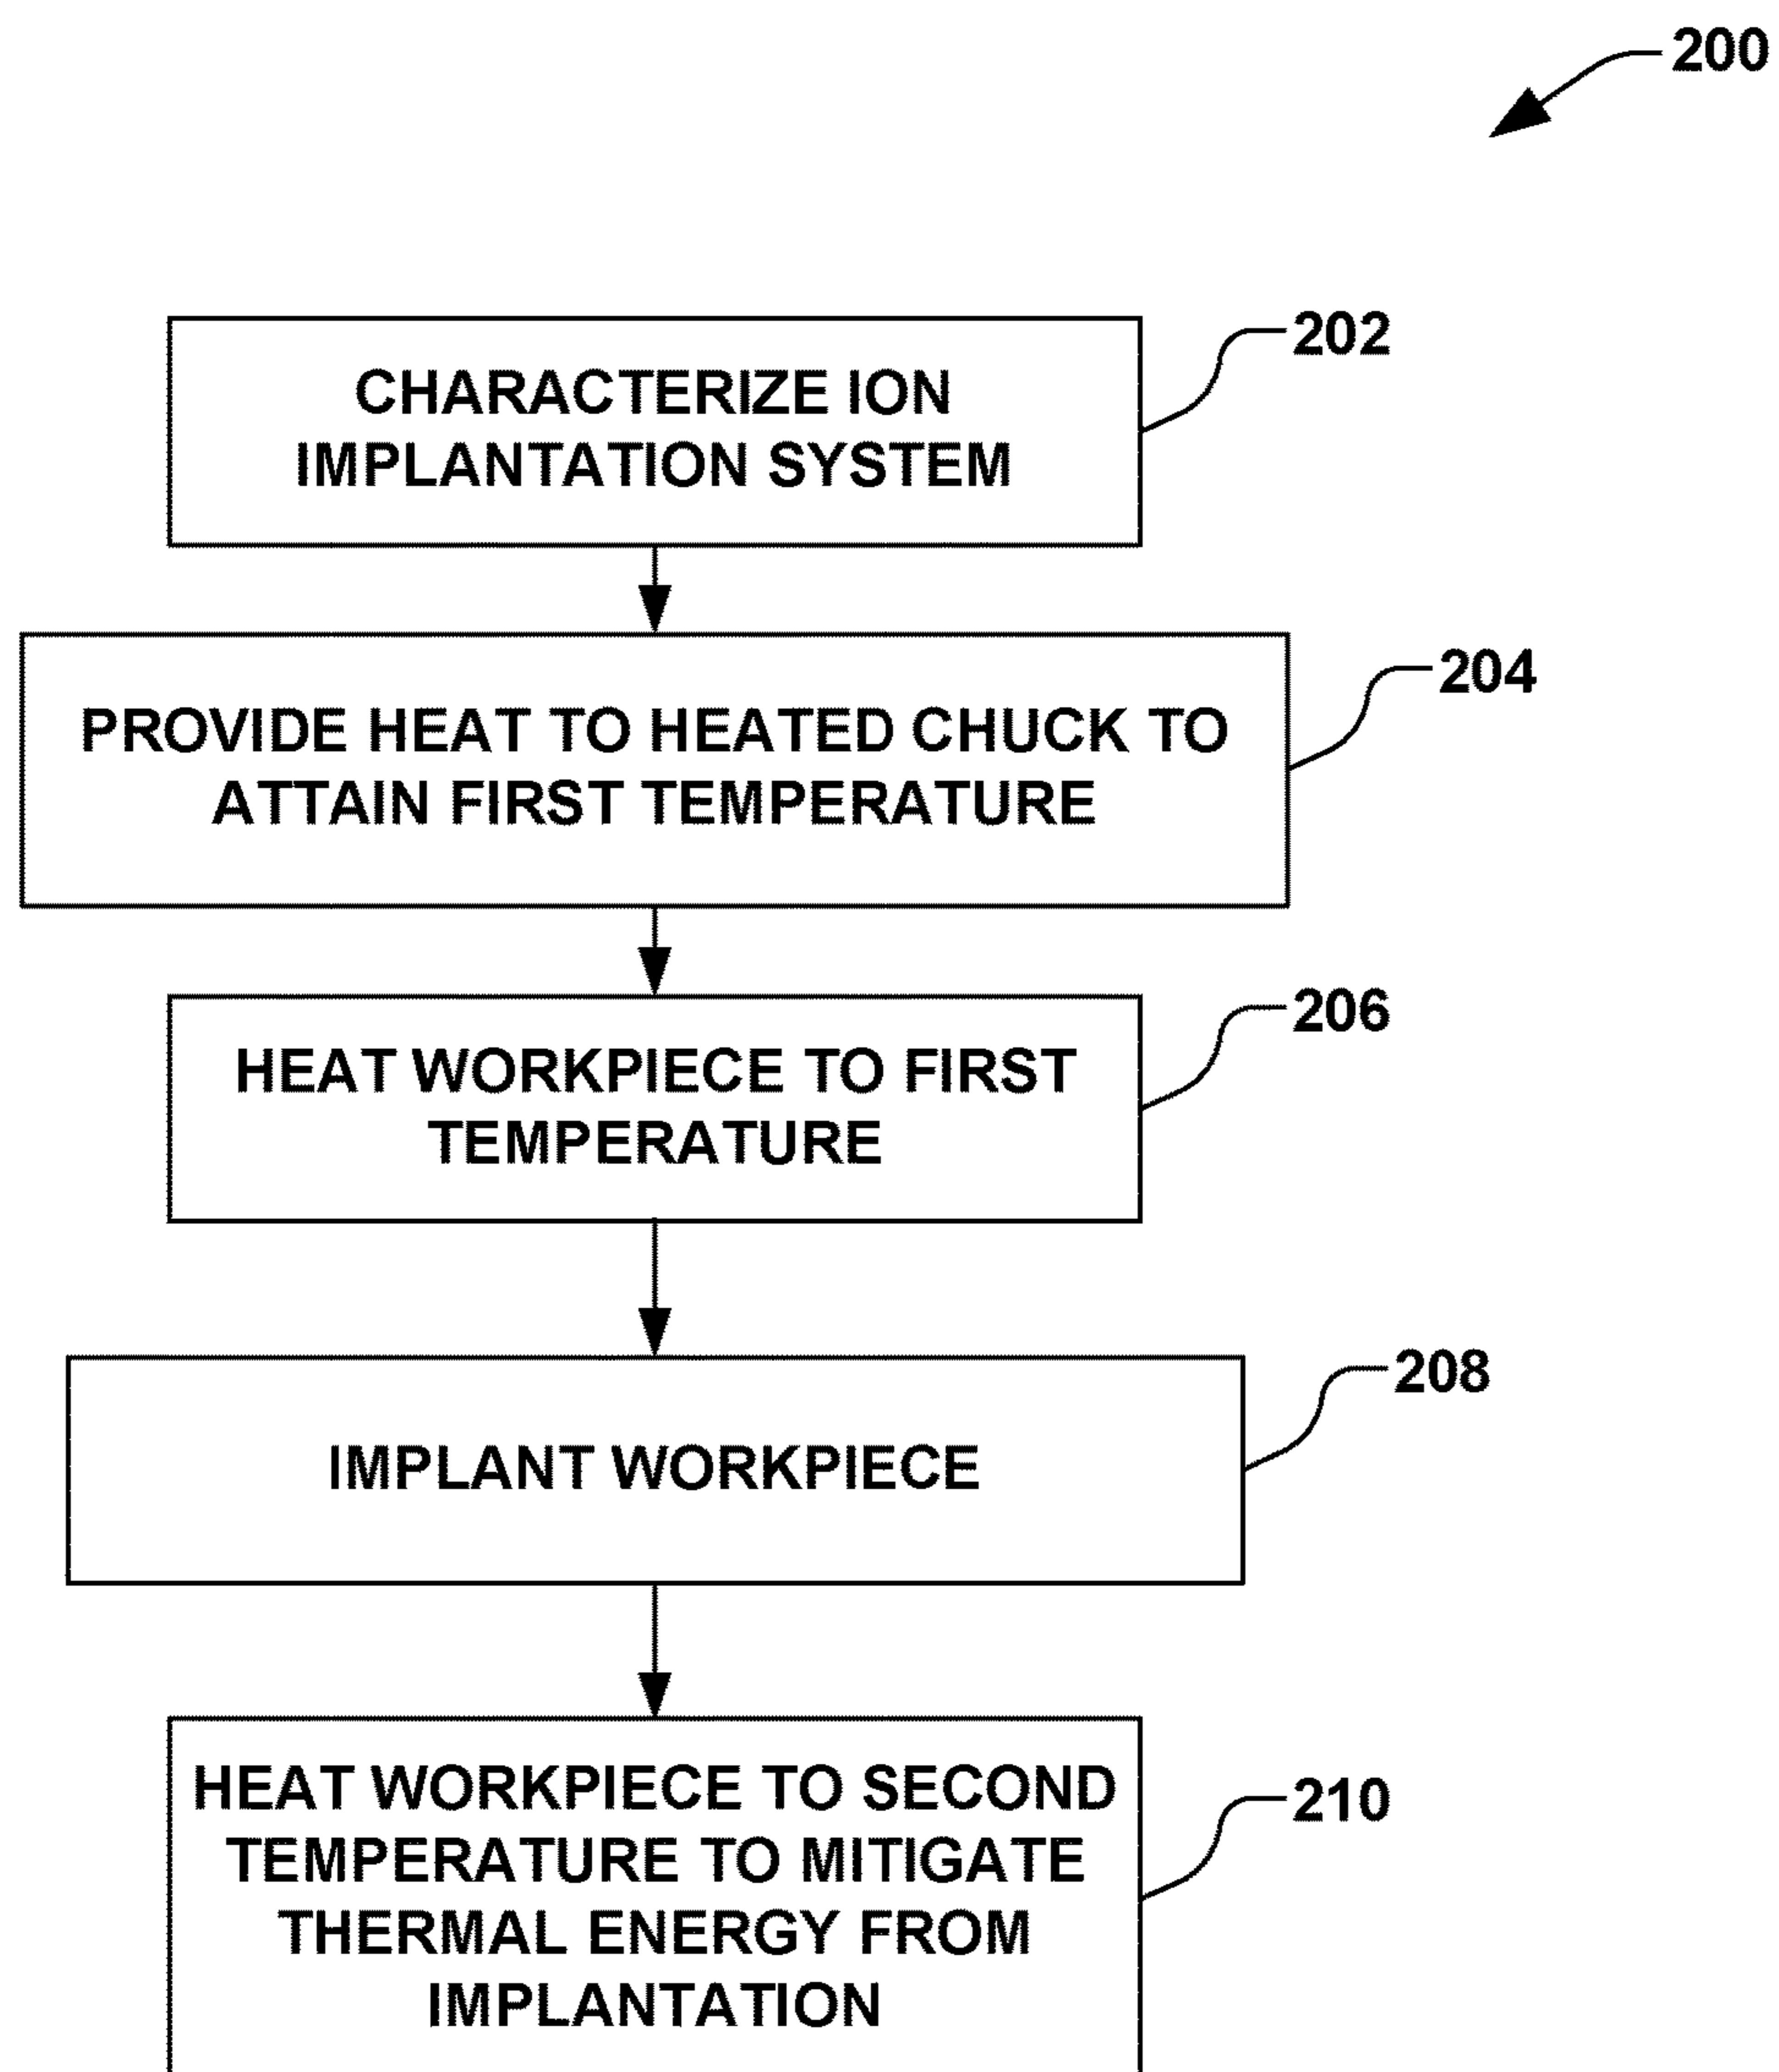 200
CHARACTERIZE ION
IMPLANTATION SYSTEM
202
PROVIDE HEAT TO HEATED CHUCK TO
ATTAIN FIRST TEMPERATURE
204
HEAT WORKPIECE TO FIRST
TEMPERATURE
206
IMPLANT WORKPIECE
208
HEAT WORKPIECE TO SECOND
TEMPERATURE TO MITIGATE
THERMAL ENERGY FROM
IMPLANTATION
210